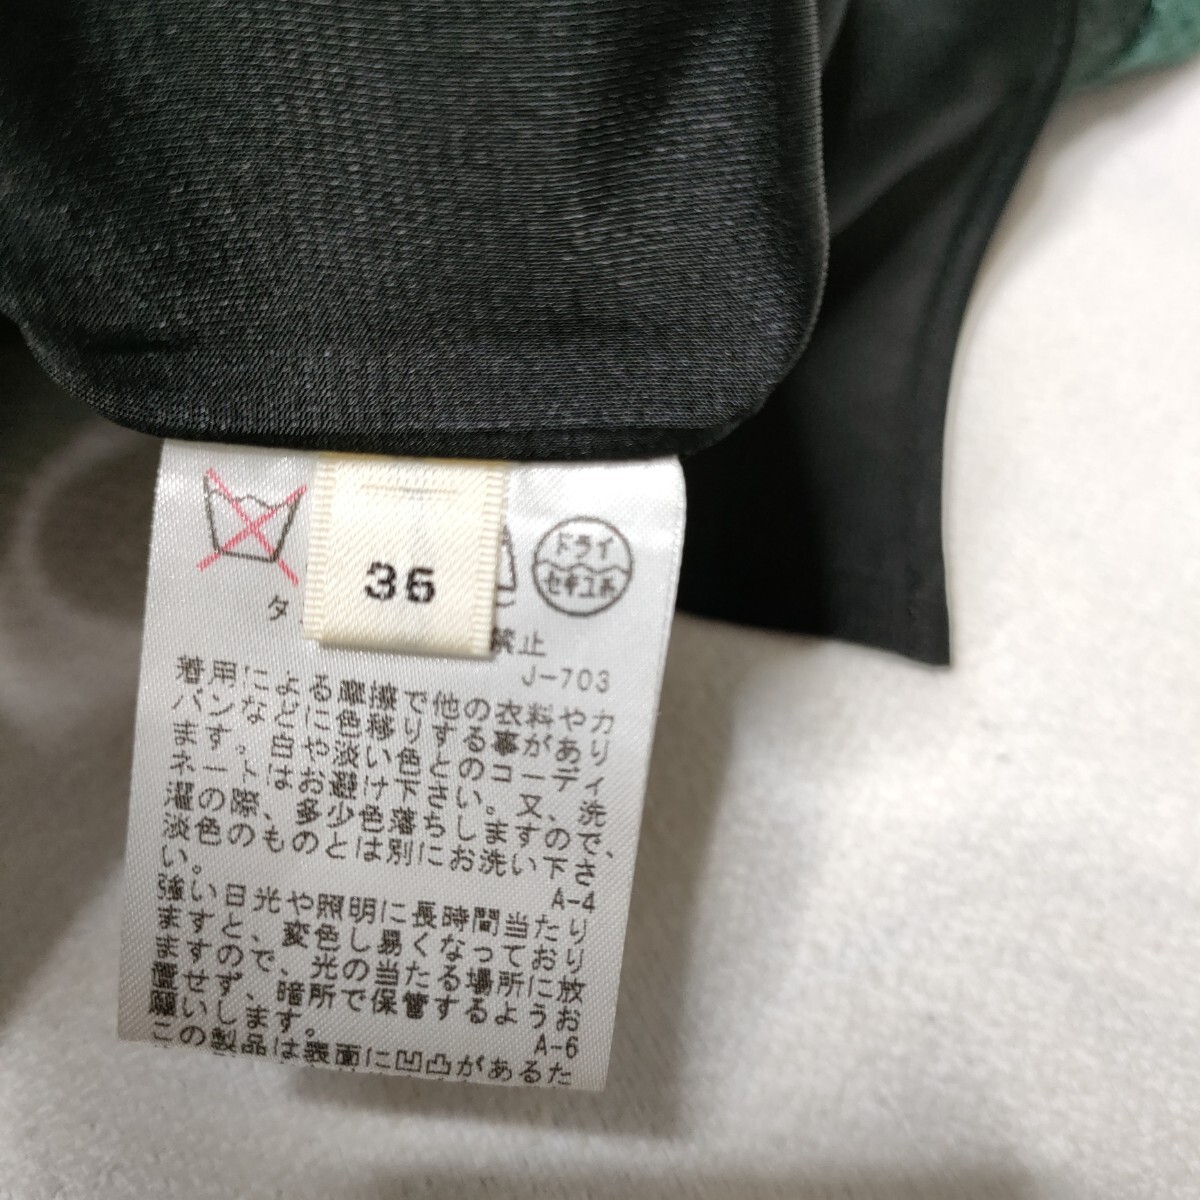 36
ドライ
セキユ系
タ
禁止
J-703
着用による摩擦で他の衣料やカ
バンなどに色移りする事があり
ます。白や淡い色とのコーディ
ネートはお避け下さい。又、洗
濯の際、多少色落ちしますので、
淡色のものとは別にお洗い下さ
い。
A-4
強い日光や照明に長時間当たり
ますと、変色し易くなっており
ますので、光の当たる場所に放
置せず、暗所で保管するようお
願いします。
A-6
この製品は表面に凹凸があるた